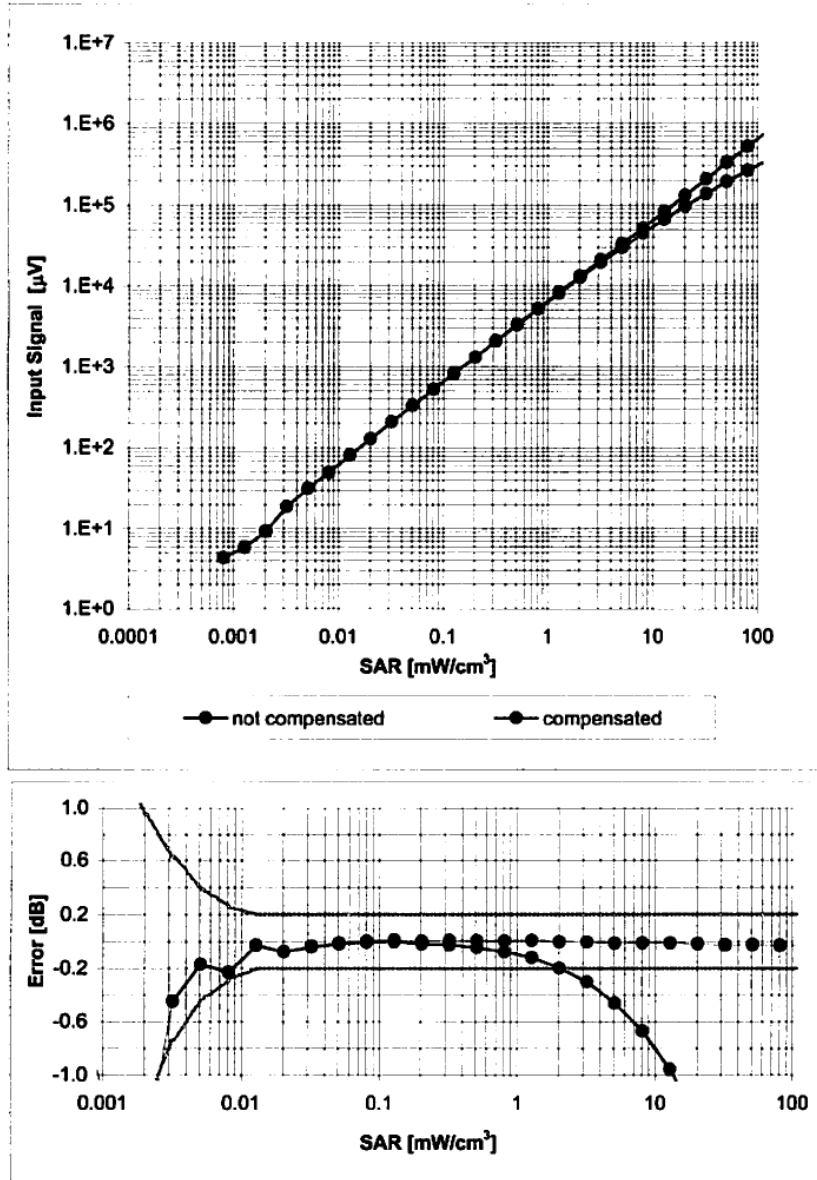 1.E+7
1.E+6
1.E+5
1.E+4
1.E+3
1.E+2
1.E+1
1.E+0
Input Signal [µV]
0.0001 0.001 0.01 0.1 1 10 100
SAR [mW/cm³]
not compensated compensated
1.0
0.6
0.2
-0.2
-0.6
-1.0
Error [dB]
0.001 0.01 0.1 1 10 100
SAR [mW/cm³]